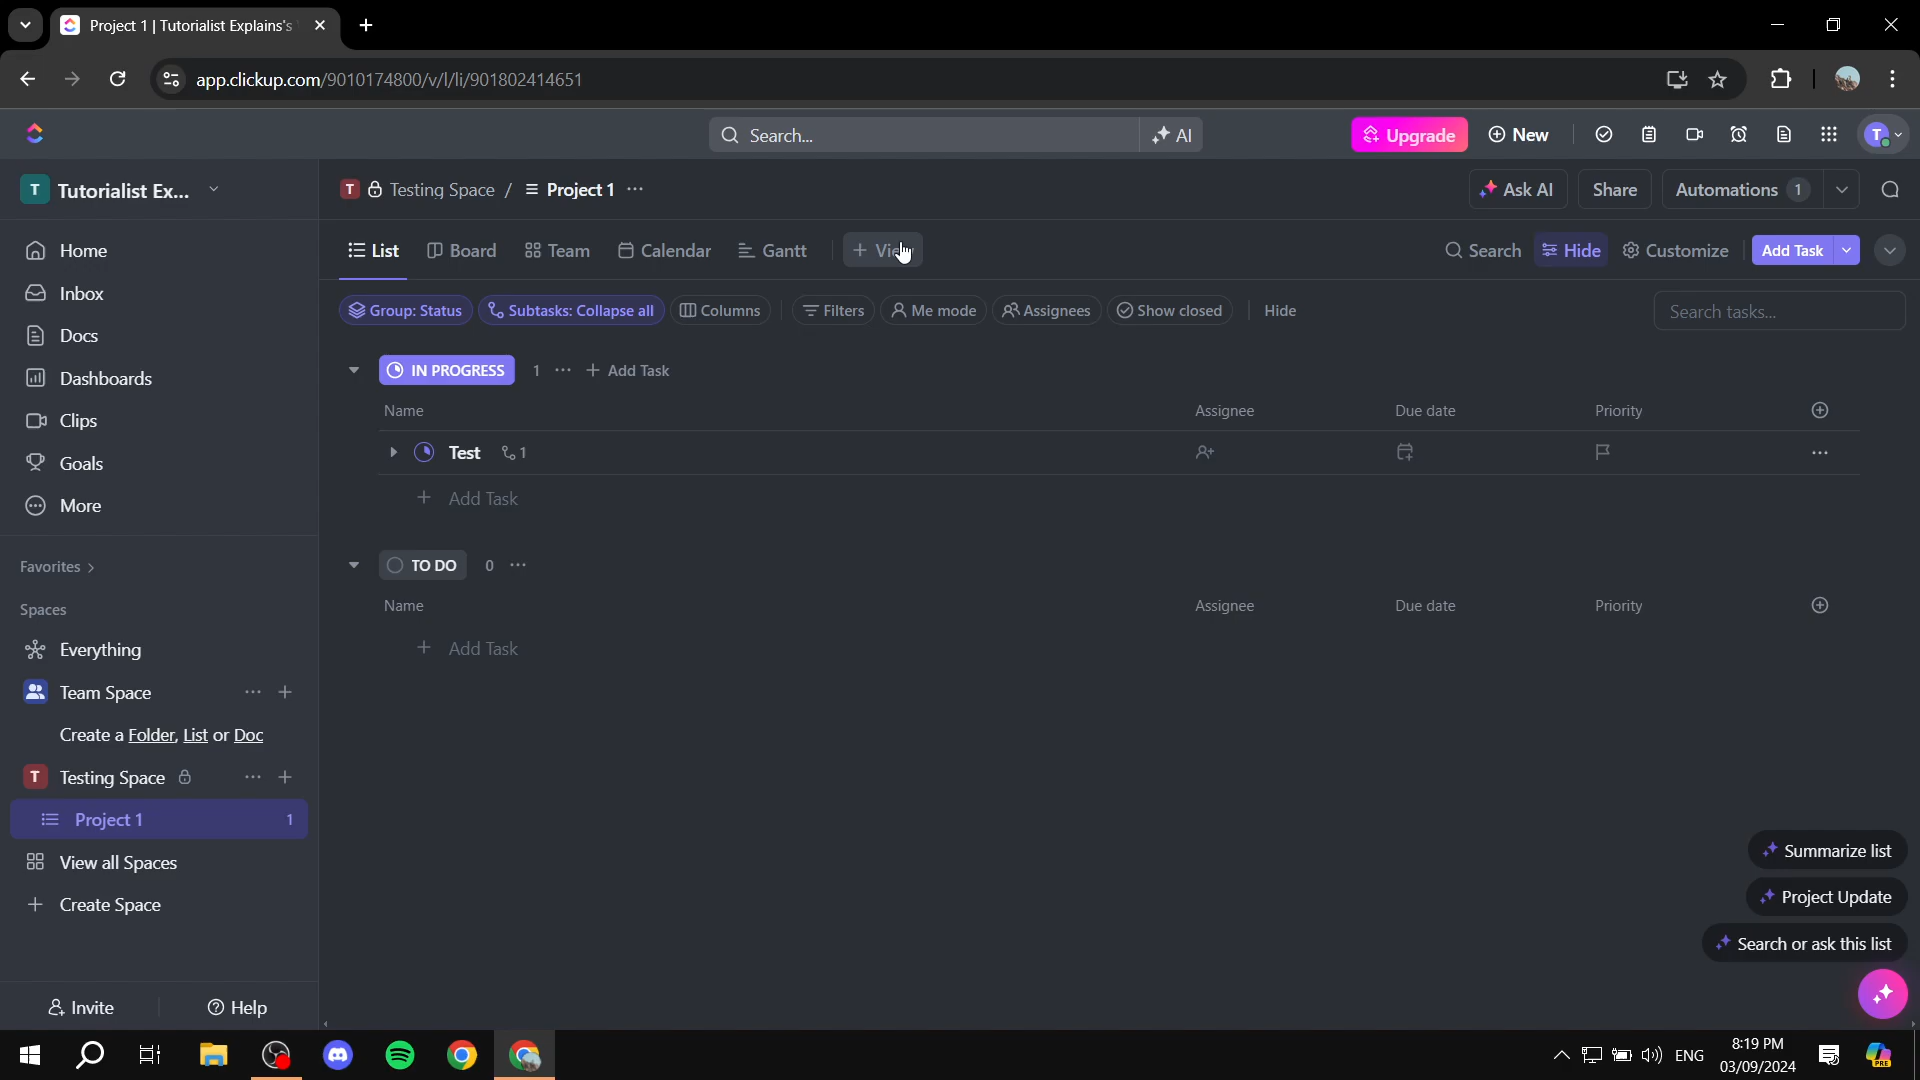 Project 1 | Tutorialist Explains's
app.clickup.com/9010174800/v/l/li/901802414651
Search...
AI
Upgrade
New
T
T
Tutorialist Ex...
T
Testing Space / Project 1
Ask AI
Share
Automations 1
Home
Inbox
Docs
Dashboards
Clips
Goals
More
Favorites
Spaces
Everything
Team Space
Create a Folder, List or Doc
T
Testing Space
Project 1 1
View all Spaces
Create Space
Invite
Help
List
Board
Team
Calendar
Gantt
+ View
Search
Hide
Customize
Add Task
Group: Status
Subtasks: Collapse all
Columns
Filters
Me mode
Assignees
Show closed
Hide
Search tasks...
IN PROGRESS 1 ... + Add Task
Name Assignee Due date Priority
Test 1
+ Add Task
TO DO 0 ...
Name Assignee Due date Priority
+ Add Task
Summarize list
Project Update
Search or ask this list
ENG
8:19 PM
03/09/2024
PRE